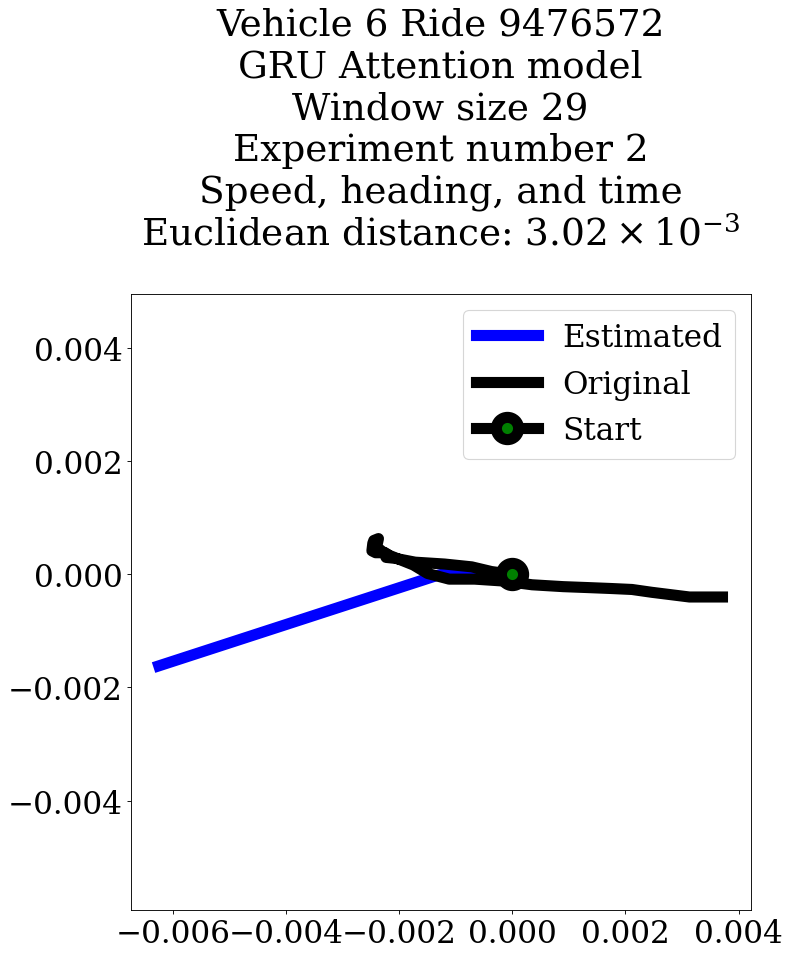 Vehicle 6 Ride 9476572
GRU Attention model
Window size 29
Experiment number 2
Speed, heading, and time
Euclidean distance: 3.02 × 10⁻³
Estimated
Original
Start
0.004
0.002
0.000
−0.002
−0.004
−0.006 −0.004 −0.002 0.000 0.002 0.004